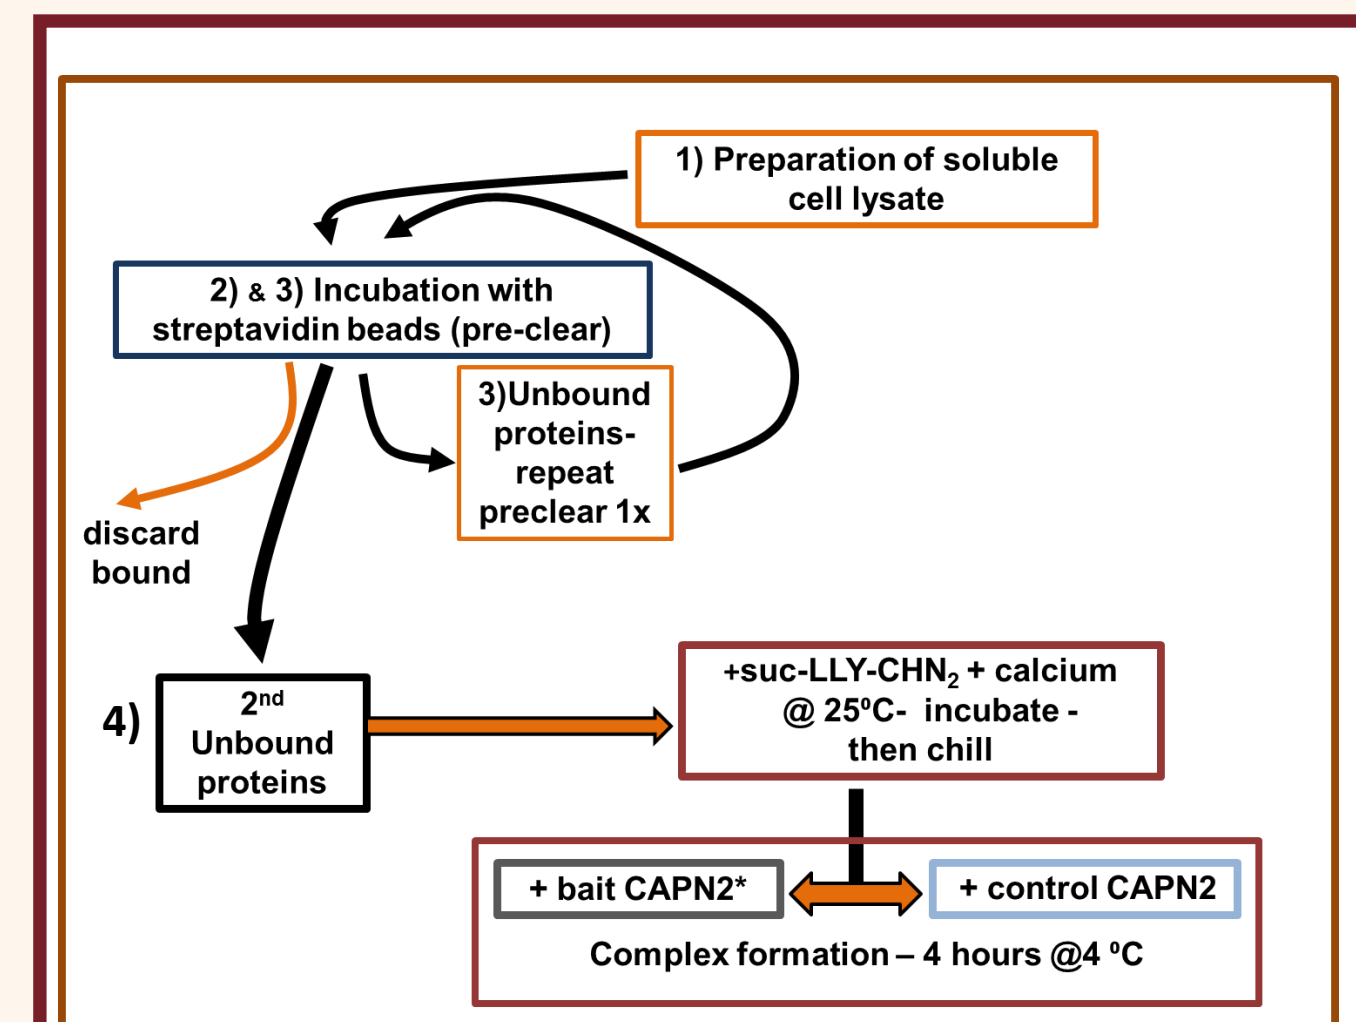 1) Preparation of soluble
cell lysate
2) & 3) Incubation with
streptavidin beads (pre-clear)
3)Unbound
proteins-
repeat
preclear 1x
discard
bound
4)
2nd
Unbound
proteins
+suc-LLY-CHN2 + calcium
@ 25⁰C- incubate -
then chill
+ bait CAPN2*
+ control CAPN2
Complex formation – 4 hours @4 ⁰C